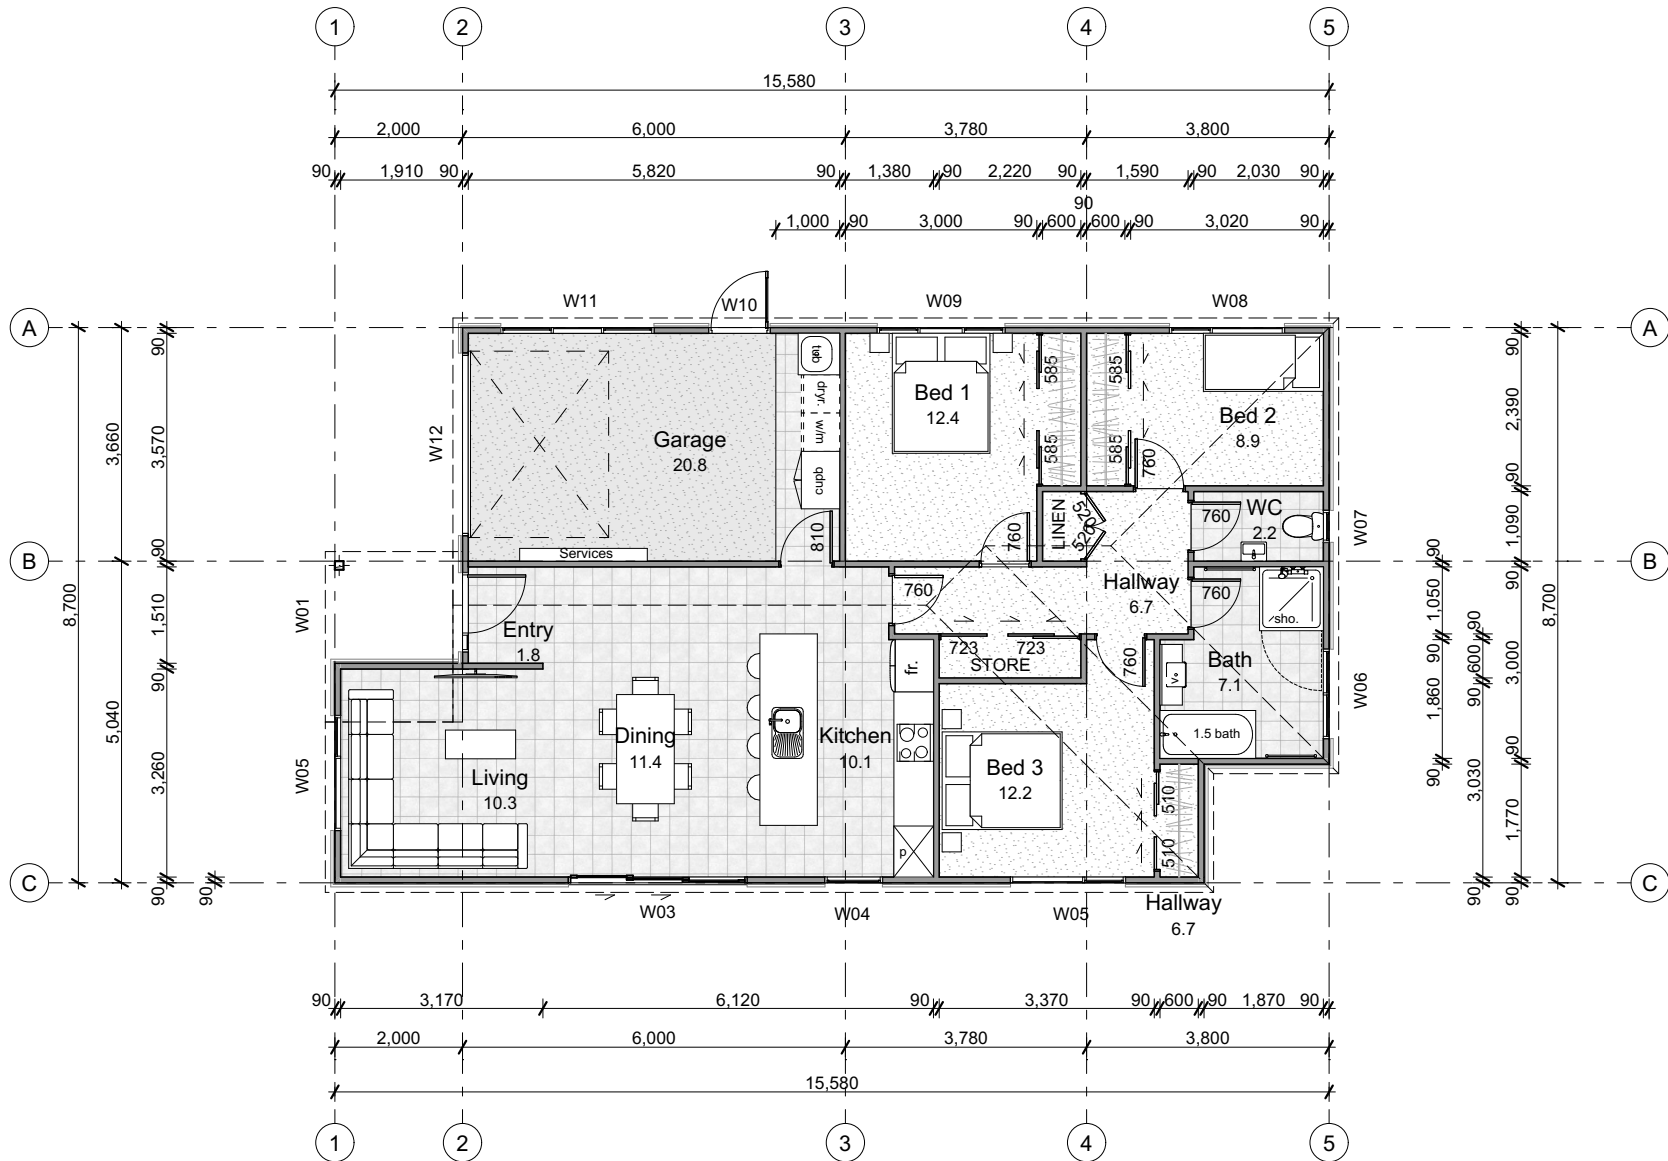 1 2 3 4 5
15,580
2,000 6,000 3,780 3,800
90 1,910 90 5,820 90 1,380 90 2,220 90 1,590 90 2,030 90
90
1,000 90 3,000 90 600 600 90 3,020 90
W11 W10 W09 W08
A A
90 90
tub
585 585
dryr.
Bed 1
12.4
Bed 2
8.9
2,390
3,660 3,570 W12
Garage
20.8
w/m
585 585
cupb
760
90
LINEN
520
520
WC
2.2
760
W07
1,090
810
760
Services
90
B B
90 90
8,700
W01
1,510
Entry
1.8
760
Hallway
6.7
760
sho.
1,050
8,700
723 723
STORE
fr.
760
Bath
7.1
V.
90
90
600
3,000
90
W06
1,860
90
5,040
W05
3,260
Living
10.3
Dining
11.4
Kitchen
10.1
Bed 3
12.2
1.5 bath
90
90
3,030
510
510
1,770
p
C C
90 90
90 90
W03 W04 W05
Hallway
6.7
90 3,170 6,120 90 3,370 90 600 90 1,870 90
2,000 6,000 3,780 3,800
15,580
1 2 3 4 5